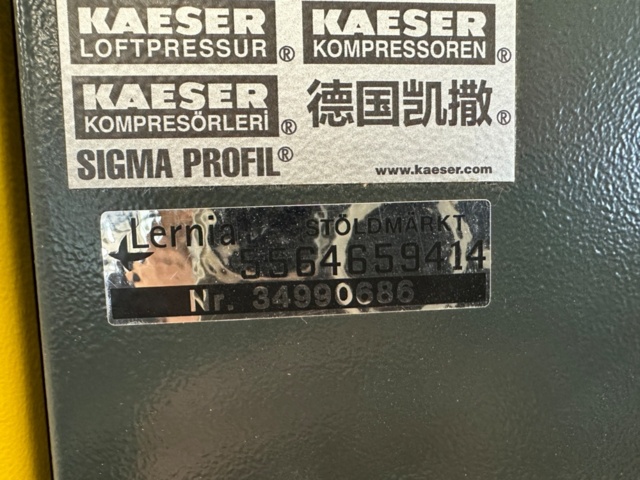 KAESER
LOFTPRESSUR®
KAESER
KOMPRESSOREN®
KAESER
KOMPRESÖRLERİ®
德国凯撒®
SIGMA PROFIL®
www.kaeser.com
Lernia
STÖLDMÄRKT
5564659414
Nr. 34990686